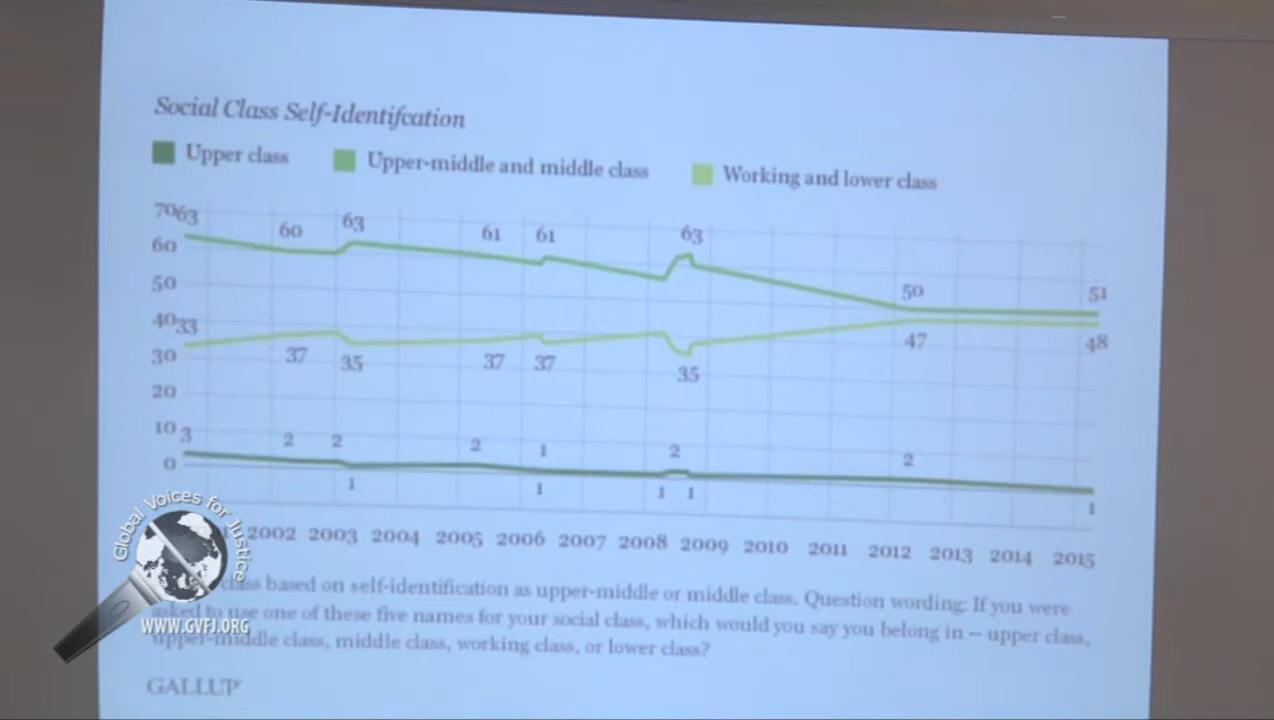 Social Class Self-Identifcation
Upper class Upper-middle and middle class Working and lower class
70 63 60 63 61 61 63 50 51
60
50
40 33 37 35 37 37 35 47 48
30
20
10 3 2 2 2 1 2 2
0 1 1 1 1 1
2002 2003 2004 2005 2006 2007 2008 2009 2010 2011 2012 2013 2014 2015
class based on self-identification as upper-middle or middle class. Question wording: If you were
asked to use one of these five names for your social class, which would you say you belong in – upper class,
upper-middle class, middle class, working class, or lower class?
GALLUP
Global Voices for Justice
WWW.GVFJ.ORG